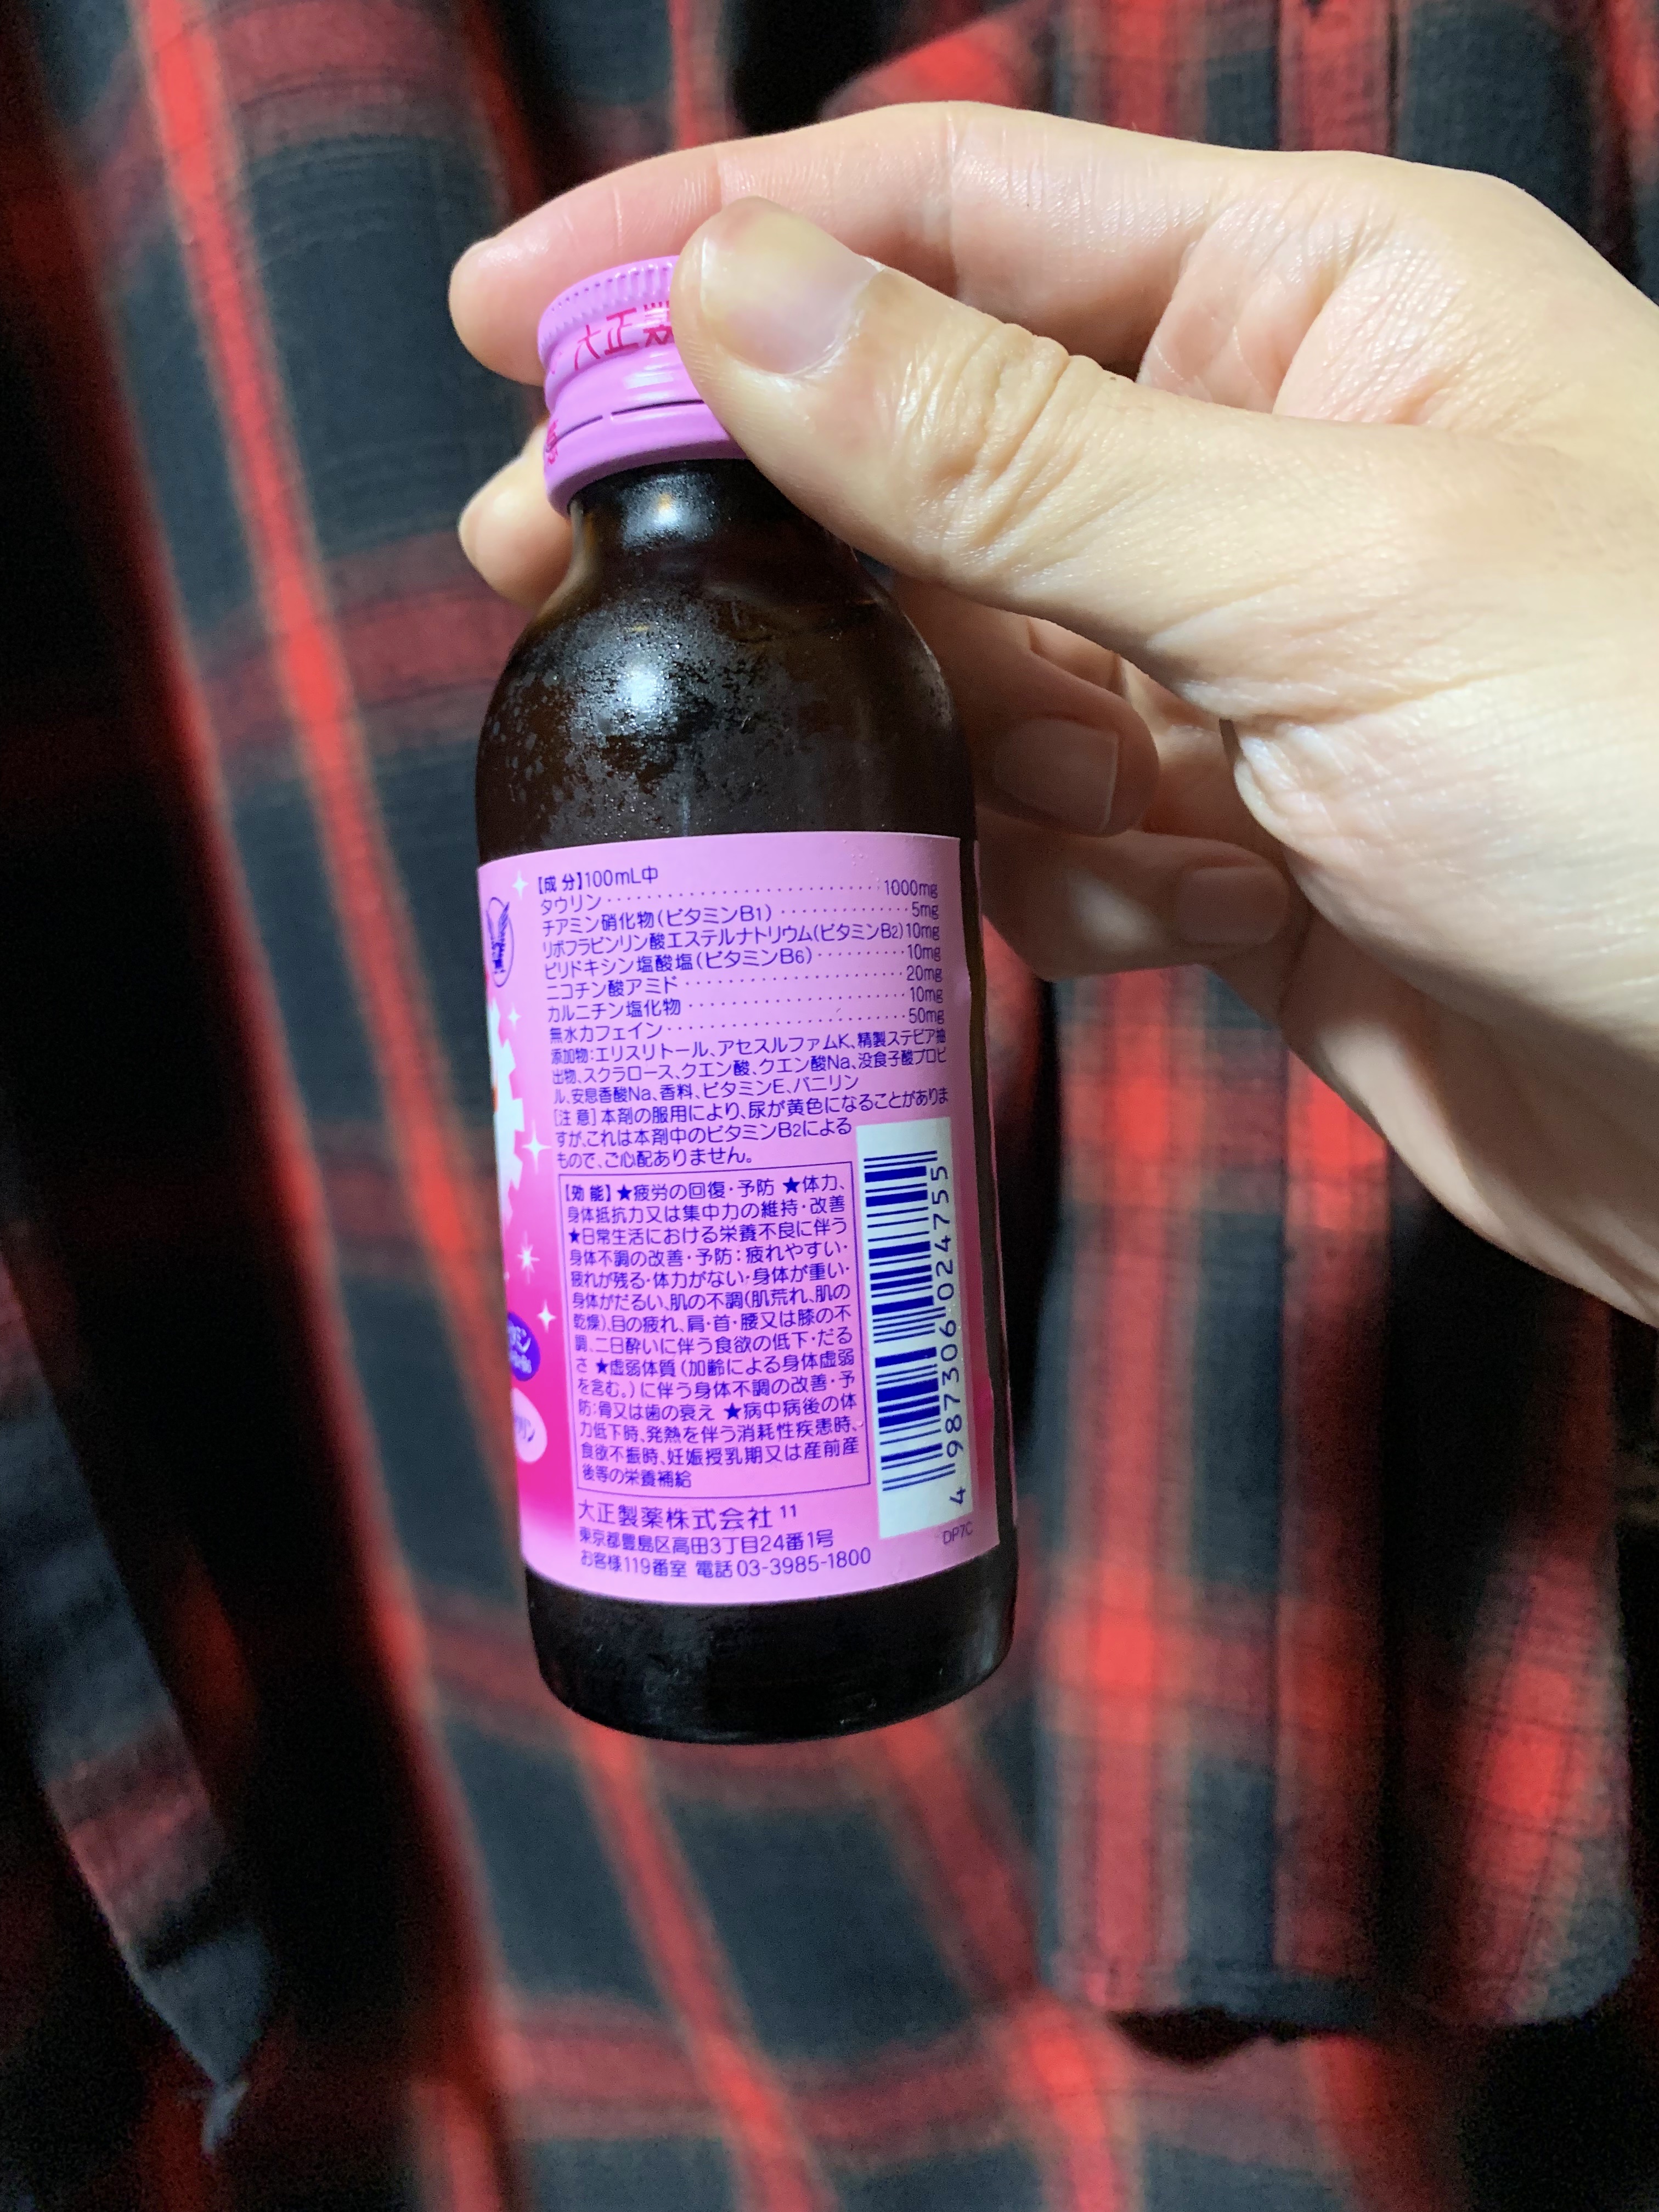 大正製
【成 分】100mL中
タウリン・・・・・・・・・・・・・・・・・・・・・・・・1000mg
チアミン硝化物(ビタミンB1)・・・・・・・・・・・・5mg
リボフラビンリン酸エステルナトリウム(ビタミンB2)10mg
ピリドキシン塩酸塩(ビタミンB6)・・・・・・・・・10mg
ニコチン酸アミド・・・・・・・・・・・・・・・・・・・・20mg
カルニチン塩化物・・・・・・・・・・・・・・・・・・・・10mg
無水カフェイン・・・・・・・・・・・・・・・・・・・・・・50mg
添加物:エリスリトール、アセスルファムK、精製ステビア抽
出物、スクラロース、クエン酸、クエン酸Na、没食子酸プロピ
ル、安息香酸Na、香料、ビタミンE、バニリン
[注 意]本剤の服用により、尿が黄色になることがありま
すが、これは本剤中のビタミンB2による
もので、ご心配ありません。
【効 能】★疲労の回復・予防 ★体力、
身体抵抗力又は集中力の維持・改善
★日常生活における栄養不良に伴う
身体不調の改善・予防:疲れやすい・
疲れが残る・体力がない・身体が重い・
身体がだるい、肌の不調(肌荒れ、肌の
乾燥)、目の疲れ、肩・首・腰又は膝の不
調、二日酔いに伴う食欲の低下・だる
さ ★虚弱体質(加齢による身体虚弱
を含む。)に伴う身体不調の改善・予
防:骨又は歯の衰え ★病中病後の体
力低下時、発熱を伴う消耗性疾患時、
食欲不振時、妊娠授乳期又は産前産
後等の栄養補給
4 987306 024755
大正製薬株式会社 11
東京都豊島区高田3丁目24番1号
お客様119番室 電話 03-3985-1800
DP7C